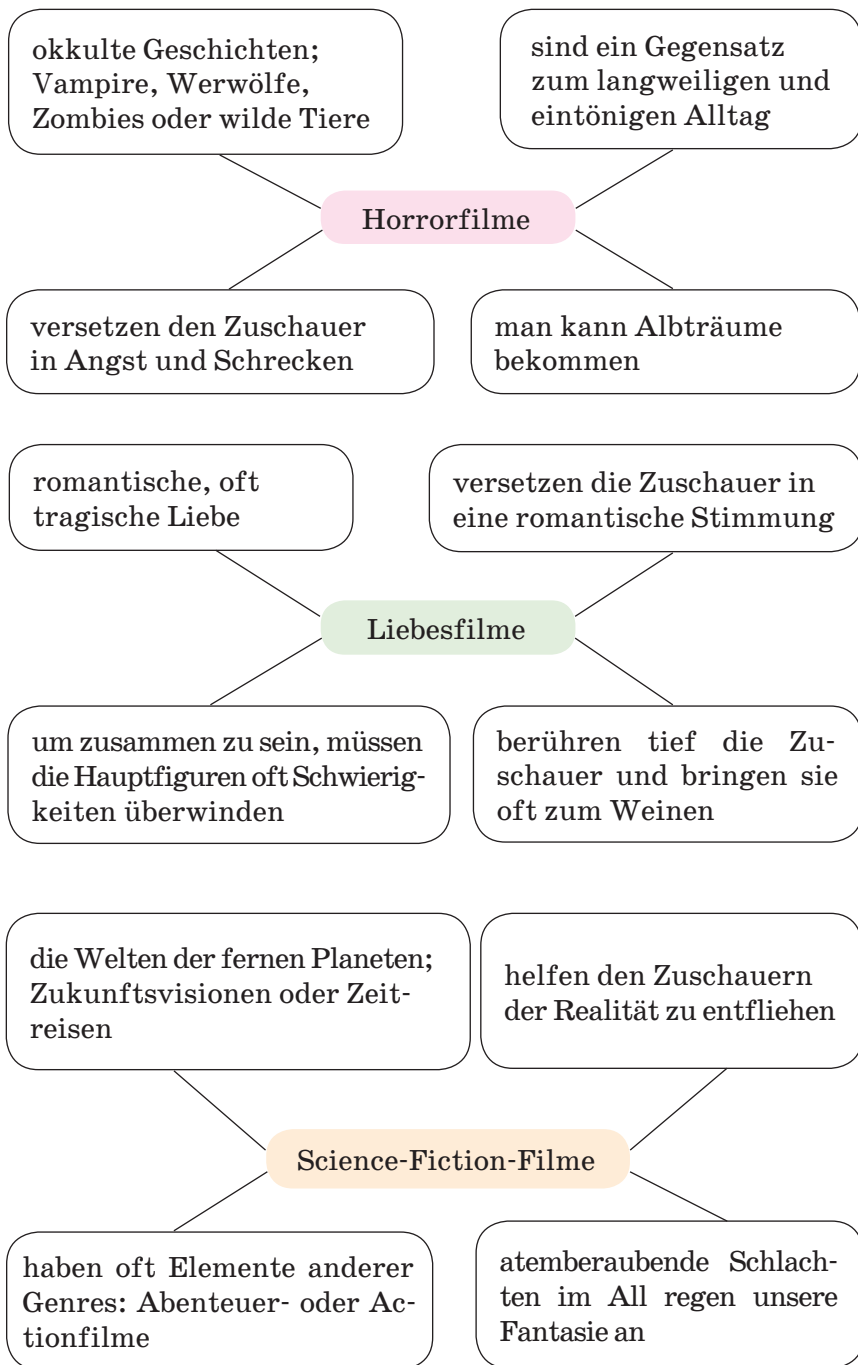 okkulte Geschichten;
Vampire, Werwölfe,
Zombies oder wilde Tiere
sind ein Gegensatz
zum langweiligen und
eintönigen Alltag
Horrorfilme
versetzen den Zuschauer
in Angst und Schrecken
man kann Albträume
bekommen
romantische, oft
tragische Liebe
versetzen die Zuschauer in
eine romantische Stimmung
Liebesfilme
um zusammen zu sein, müssen
die Hauptfiguren oft Schwierig-
keiten überwinden
berühren tief die Zu-
schauer und bringen sie
oft zum Weinen
die Welten der fernen Planeten;
Zukunftsvisionen oder Zeit-
reisen
helfen den Zuschauern
der Realität zu entfliehen
Science-Fiction-Filme
haben oft Elemente anderer
Genres: Abenteuer- oder Ac-
tionfilme
atemberaubende Schlach-
ten im All regen unsere
Fantasie an